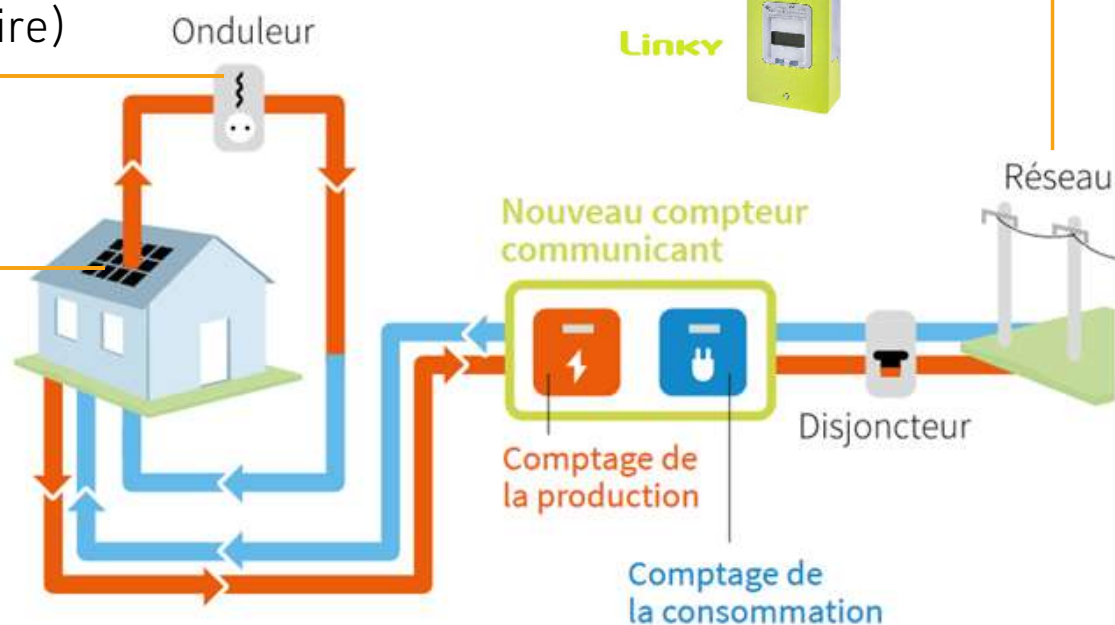 ire)
Onduleur
Linky
Réseau
Nouveau compteur
communicant
Disjoncteur
Comptage de
la production
Comptage de
la consommation